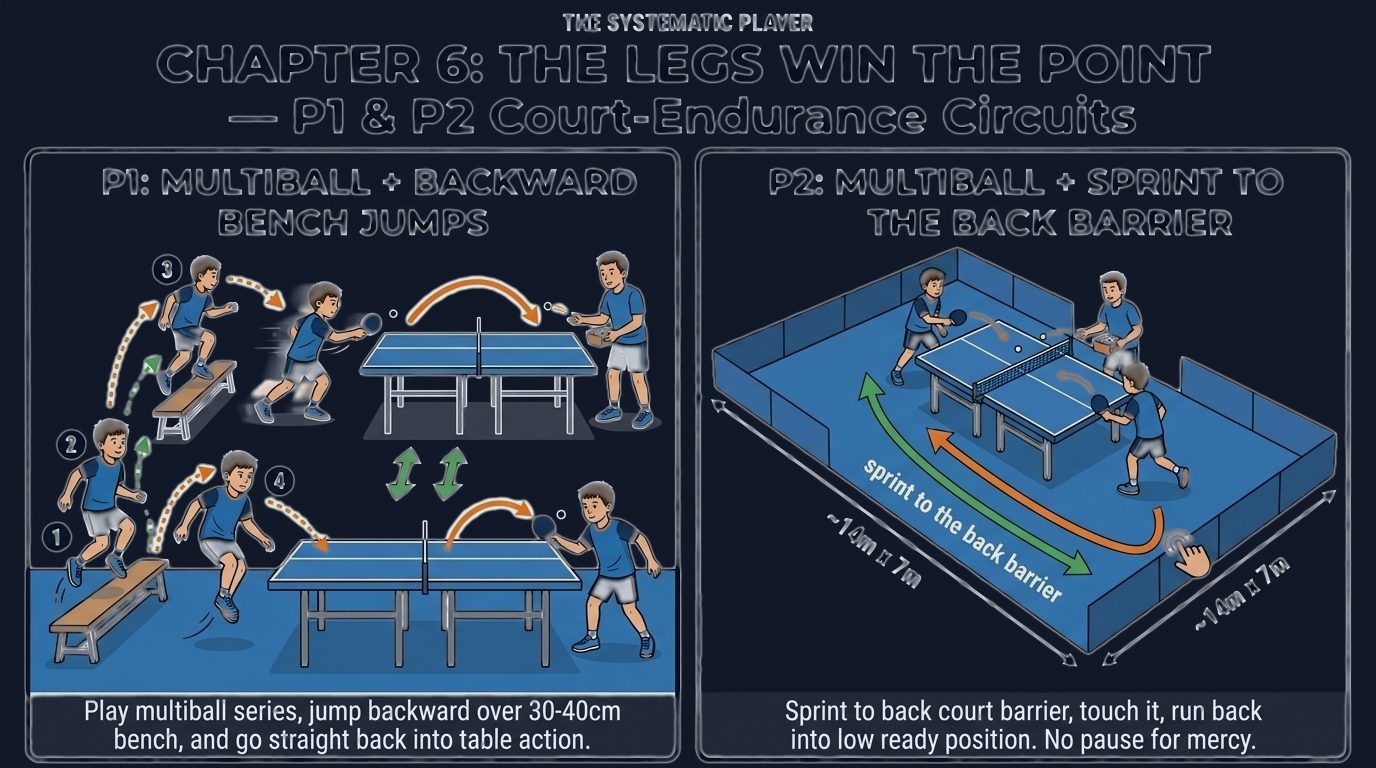 THE SYSTEMATIC PLAYER
CHAPTER 6: THE LEGS WIN THE POINT
— P1 & P2 Court-Endurance Circuits
P1: MULTIBALL + BACKWARD
BENCH JUMPS
3
2
1
4
Play multiball series, jump backward over 30-40cm
bench, and go straight back into table action.
P2: MULTIBALL + SPRINT TO
THE BACK BARRIER
sprint to the back barrier
~14m x 7m
~14m x 7m
Sprint to back court barrier, touch it, run back
into low ready position. No pause for mercy.